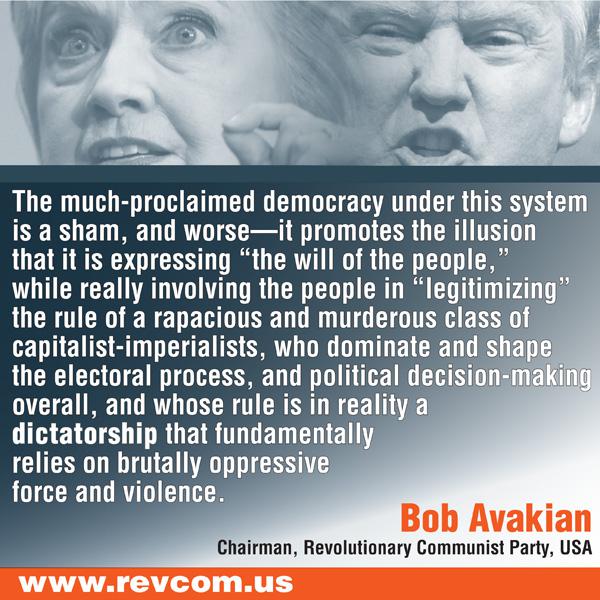 The much-proclaimed democracy under this system
is a sham, and worse—it promotes the illusion
that it is expressing “the will of the people,”
while really involving the people in “legitimizing”
the rule of a rapacious and murderous class of
capitalist-imperialists, who dominate and shape
the electoral process, and political decision-making
overall, and whose rule is in reality a
dictatorship that fundamentally
relies on brutally oppressive
force and violence.
Bob Avakian
Chairman, Revolutionary Communist Party, USA
www.revcom.us